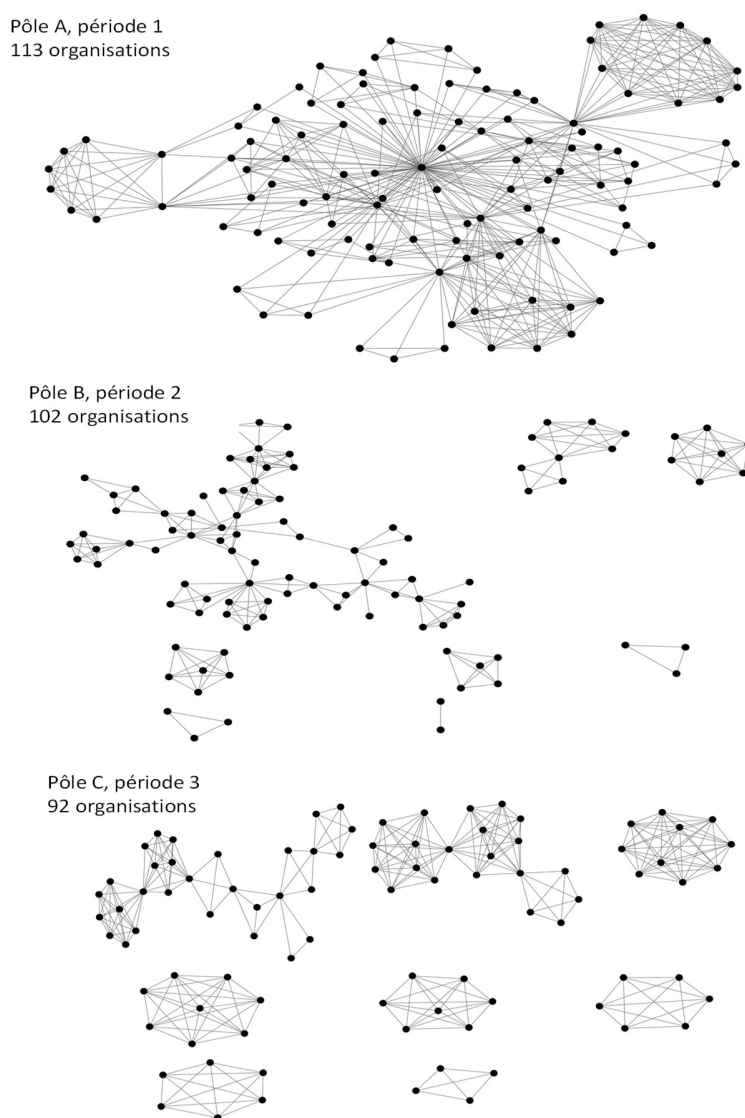 Pôle A, période 1
113 organisations
Pôle B, période 2
102 organisations
Pôle C, période 3
92 organisations